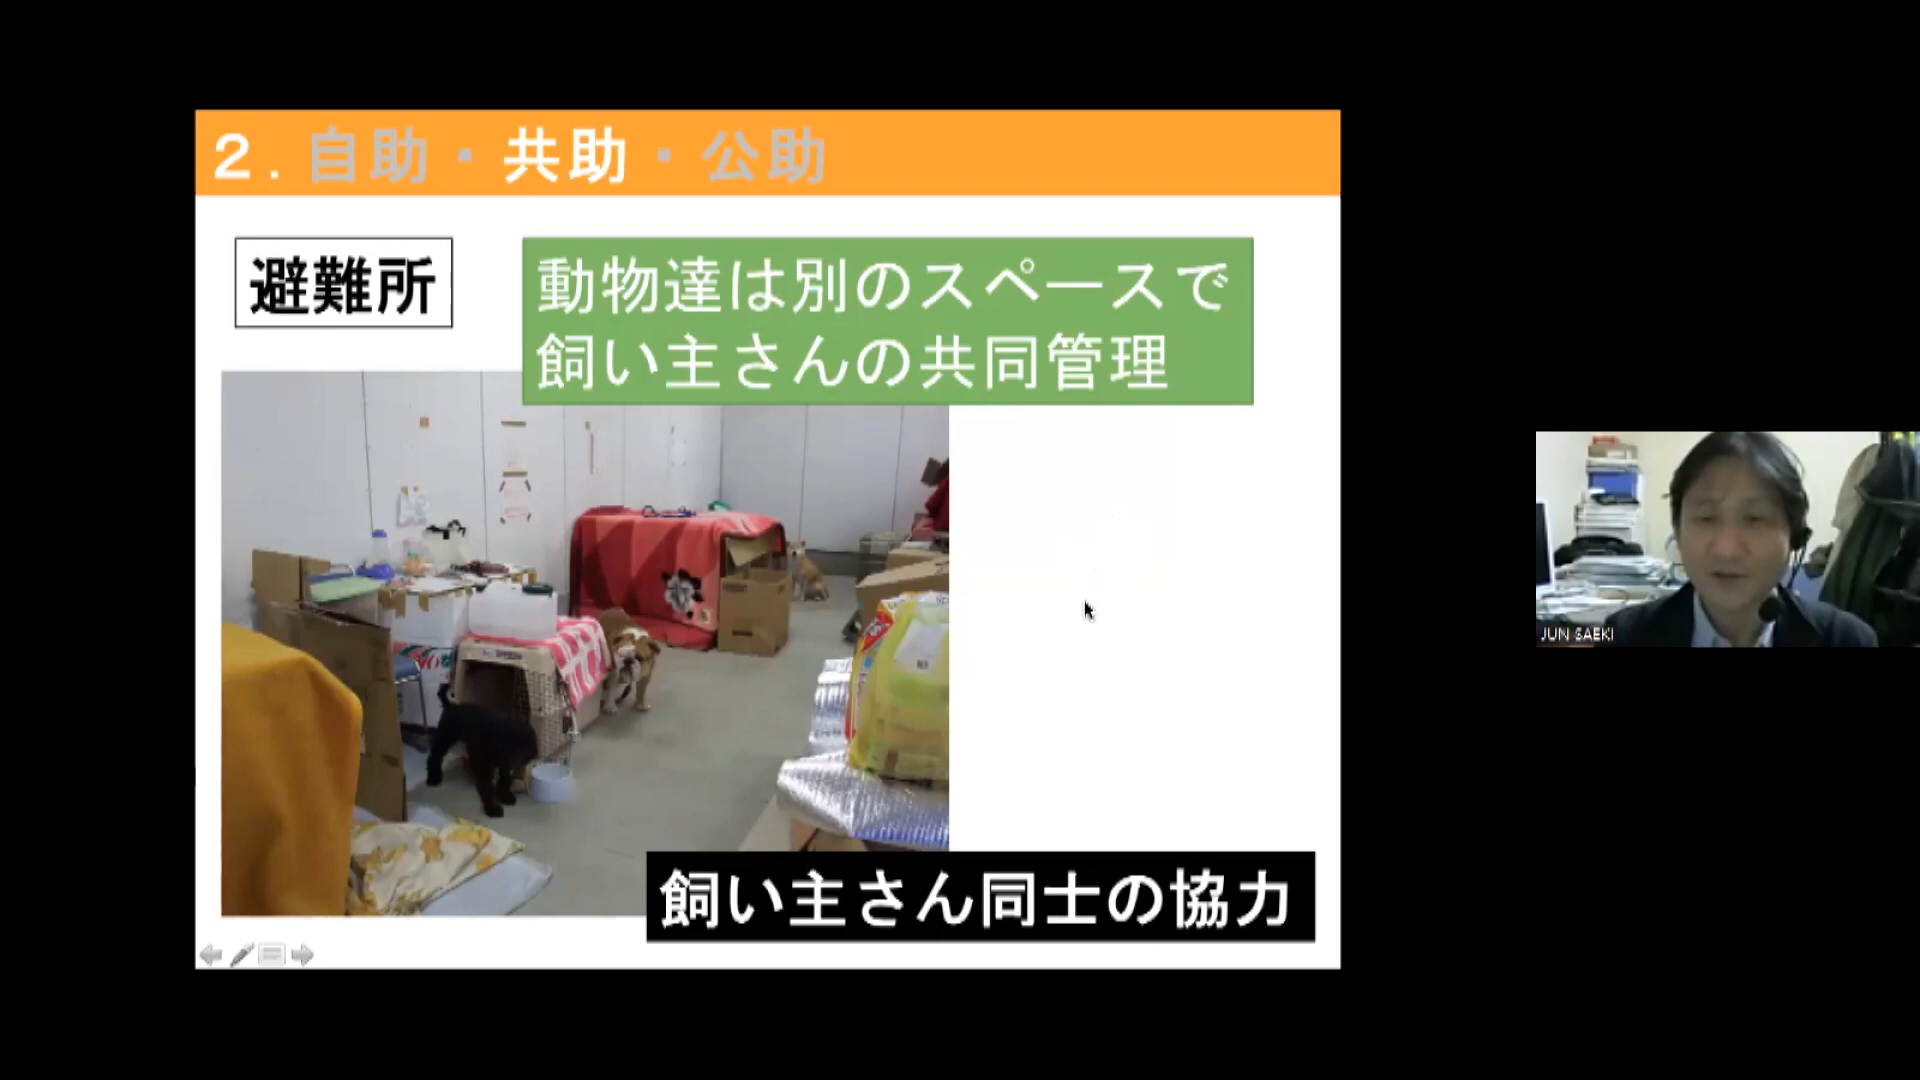 2. 自助・共助・公助
避難所
動物達は別のスペースで
飼い主さんの共同管理
飼い主さん同士の協力
JUN SAEKI